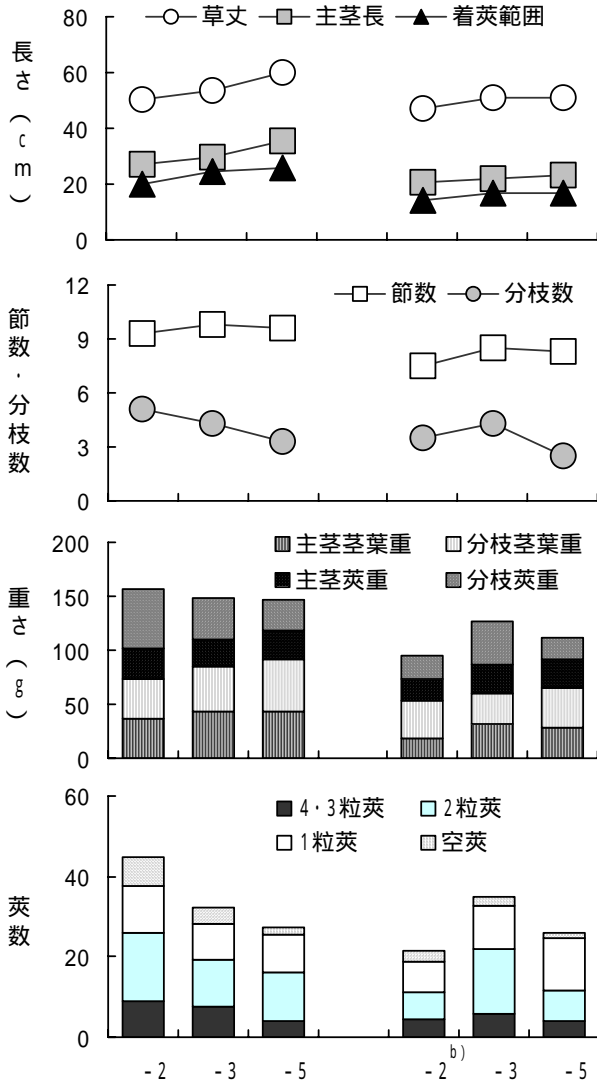 草丈 主茎長 着莢範囲
長さ（cm）
80
60
40
20
0
節数 分枝数
節数・分枝数
12
9
6
3
0
主茎茎葉重 分枝茎葉重
主茎莢重 分枝莢重
重さ（g）
200
150
100
50
0
4・3粒莢 2粒莢
1粒莢 空莢
莢数
60
40
20
0
-2 -3 -5 -2 b) -3 -5